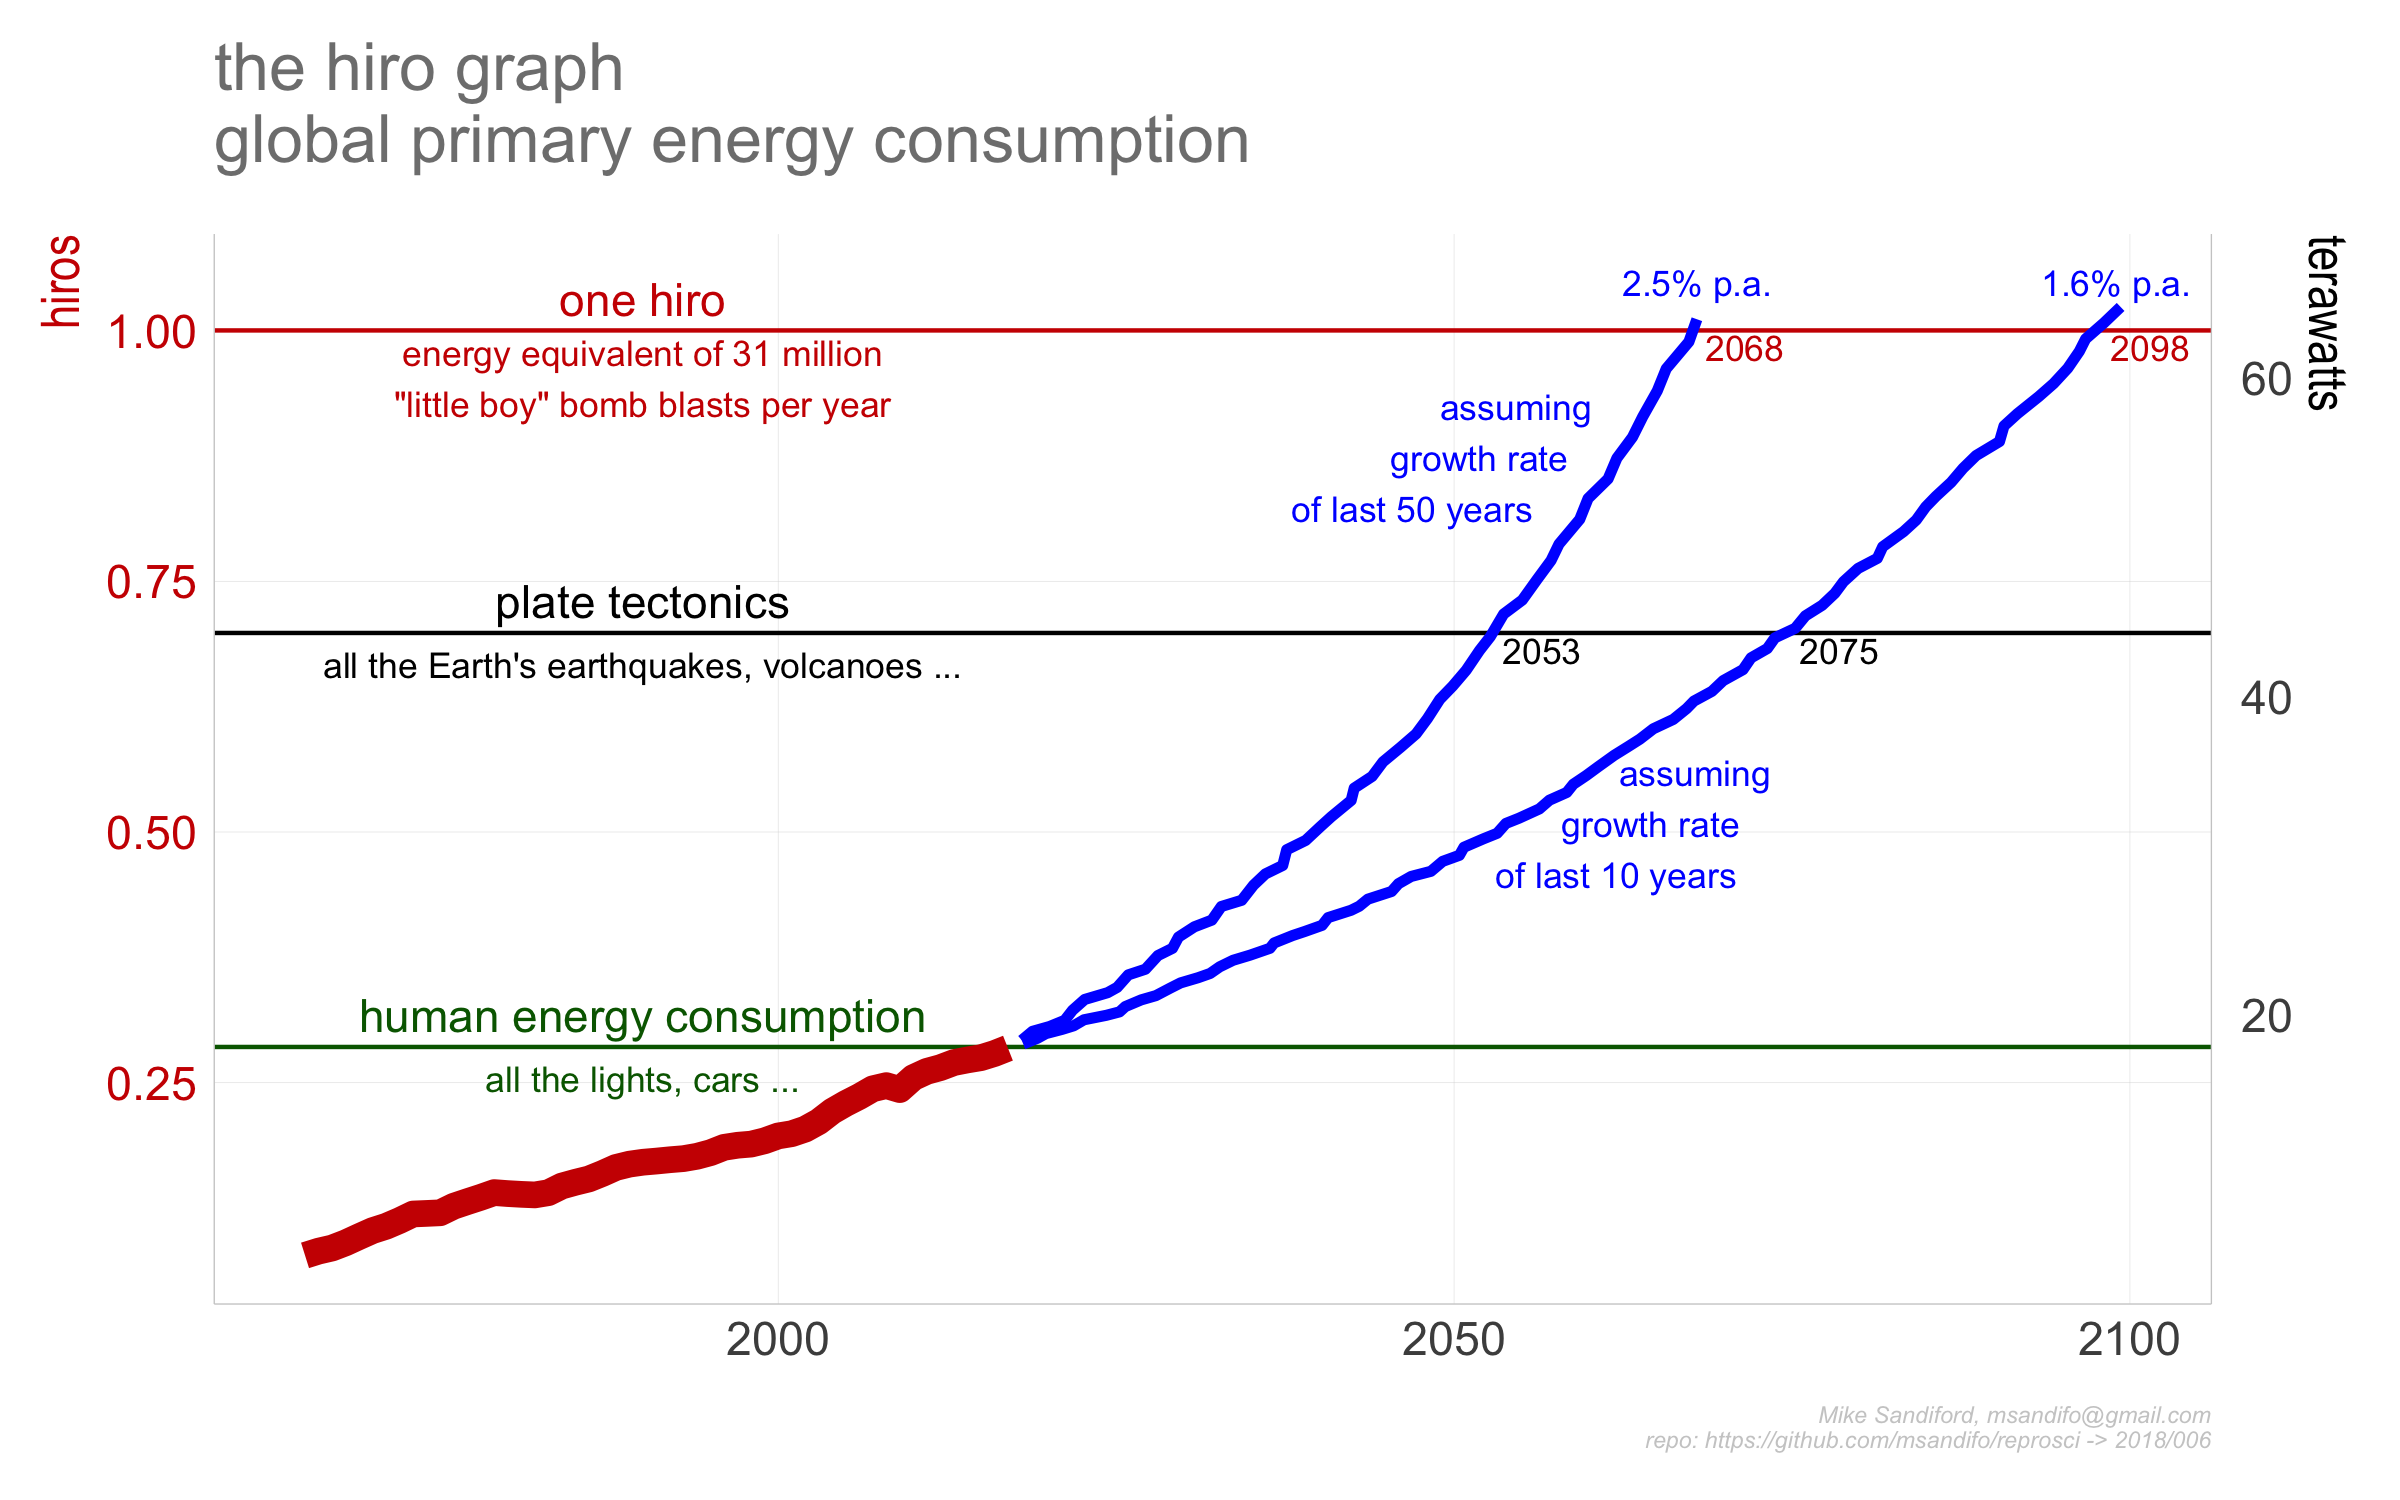 the hiro graph
global primary energy consumption
hiros
terawatts
2.5% p.a.
1.6% p.a.
one hiro
1.00
energy equivalent of 31 million
"little boy" bomb blasts per year
2068
2098
60
assuming
growth rate
of last 50 years
0.75
plate tectonics
all the Earth's earthquakes, volcanoes ...
2053
2075
40
assuming
growth rate
of last 10 years
0.50
human energy consumption
20
all the lights, cars ...
0.25
2000
2050
2100
Mike Sandiford, msandifo@gmail.com
repo: https://github.com/msandifo/reprosci -> 2018/006